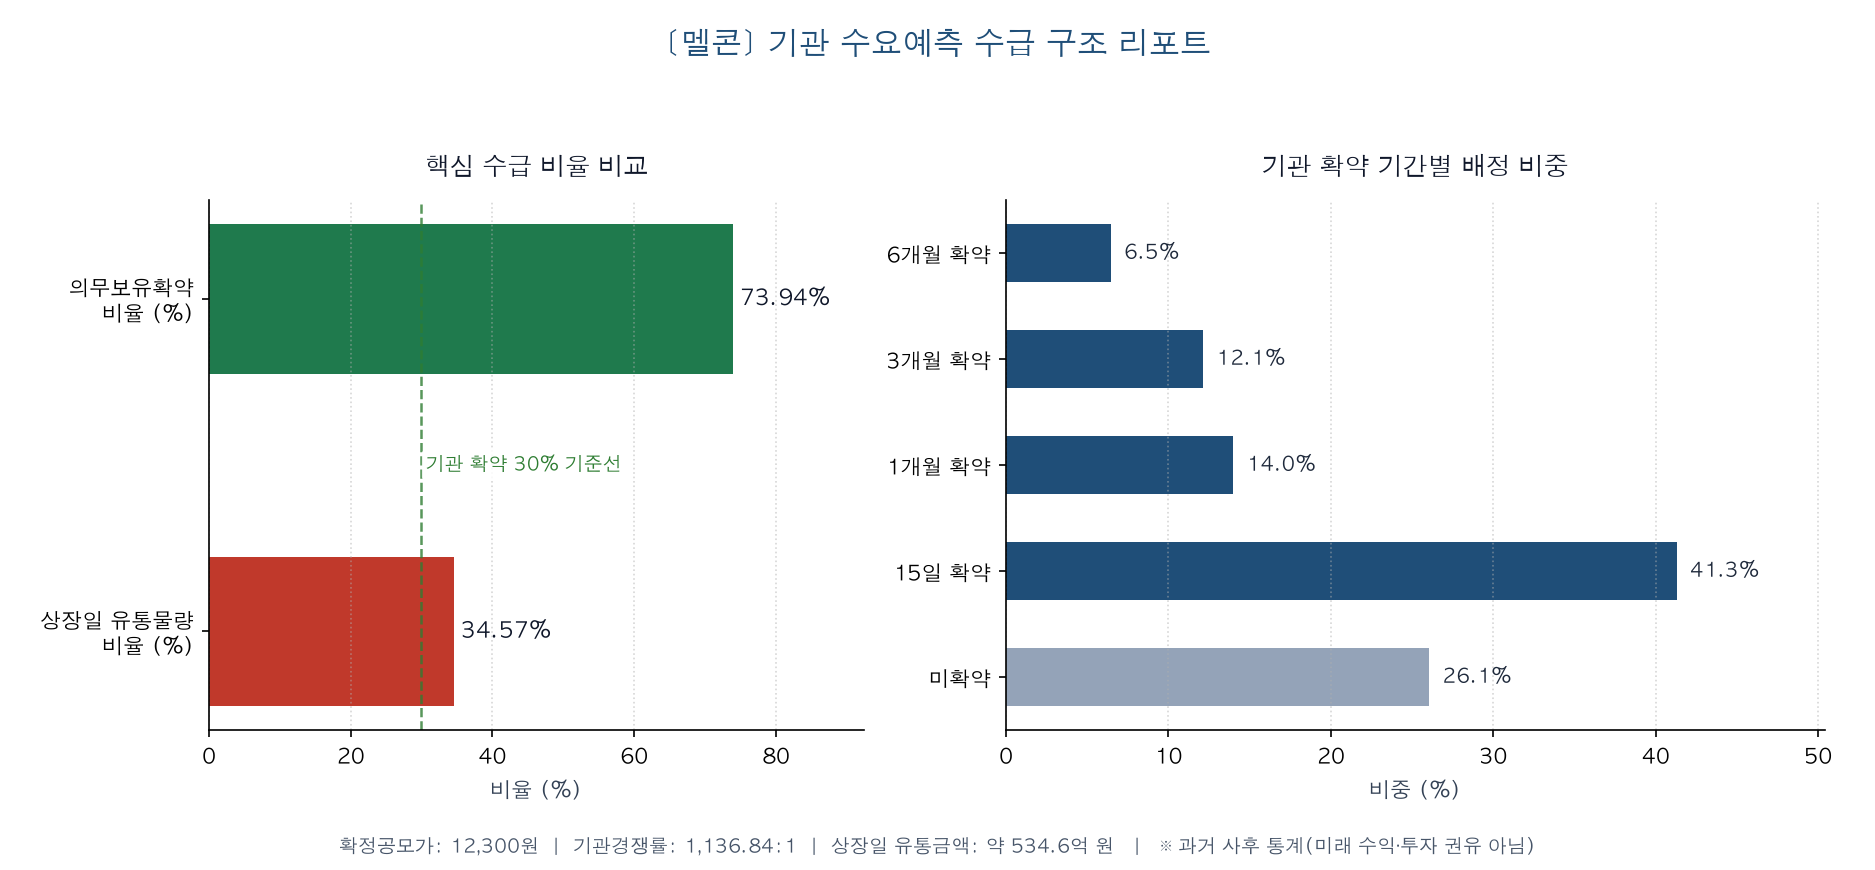 〔멜콘〕 기관 수요예측 수급 구조 리포트
핵심 수급 비율 비교
의무보유확약
비율 (%)
73.94%
기관 확약 30% 기준선
상장일 유통물량
비율 (%)
34.57%
0 20 40 60 80
비율 (%)
기관 확약 기간별 배정 비중
6개월 확약 6.5%
3개월 확약 12.1%
1개월 확약 14.0%
15일 확약 41.3%
미확약 26.1%
0 10 20 30 40 50
비중 (%)
확정공모가: 12,300원 | 기관경쟁률: 1,136.84:1 | 상장일 유통금액: 약 534.6억 원 | ※ 과거 사후 통계(미래 수익·투자 권유 아님)